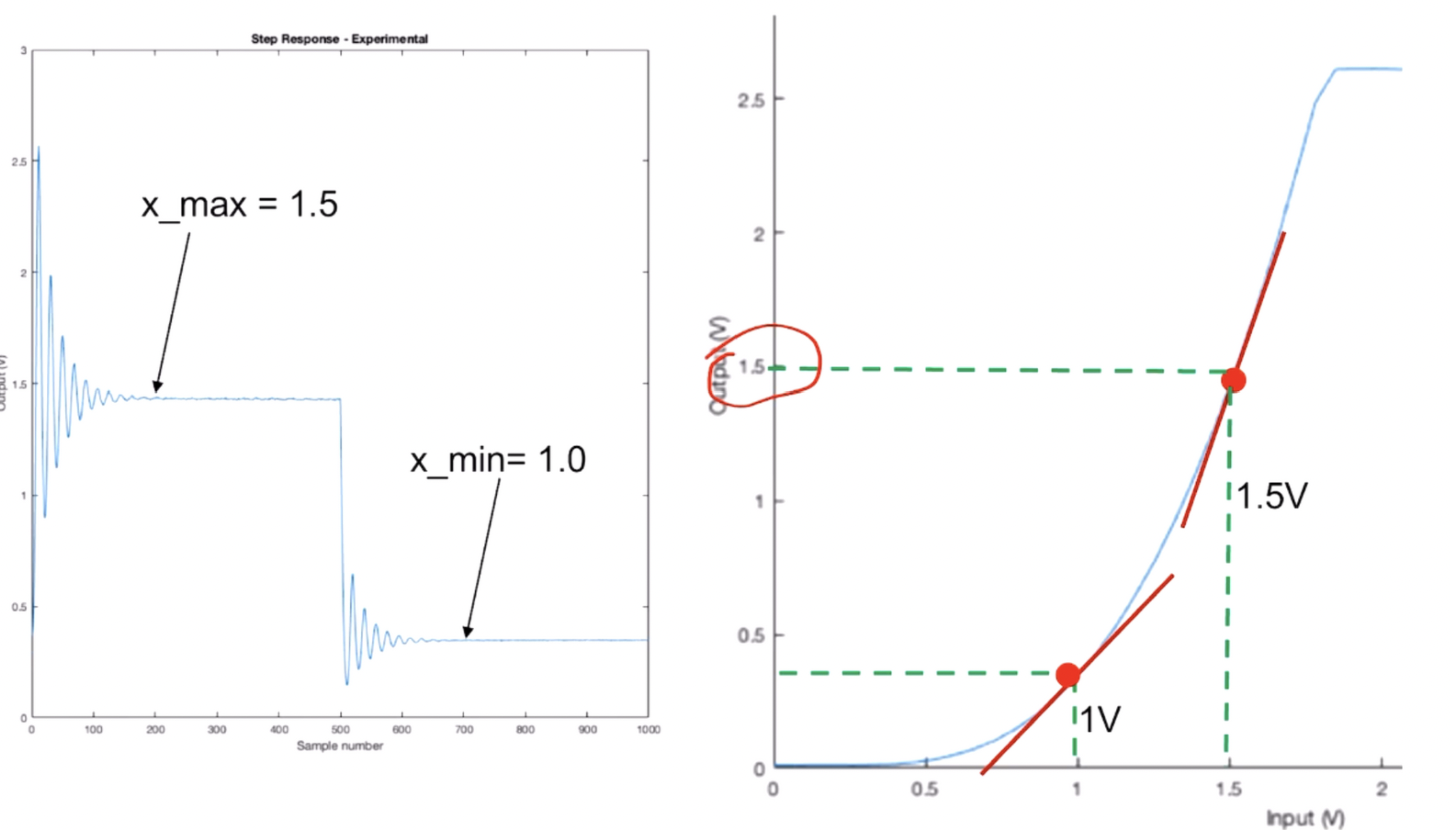 Step Response - Experimental
3
2.5
2
1.5
1
0.5
0
Output (V)
x_max = 1.5
x_min= 1.0
0 100 200 300 400 500 600 700 800 900 1000
Sample number
2.5
2
1.5
1
0.5
0
Output (V)
1.5V
1V
0 0.5 1 1.5 2
Input (V)